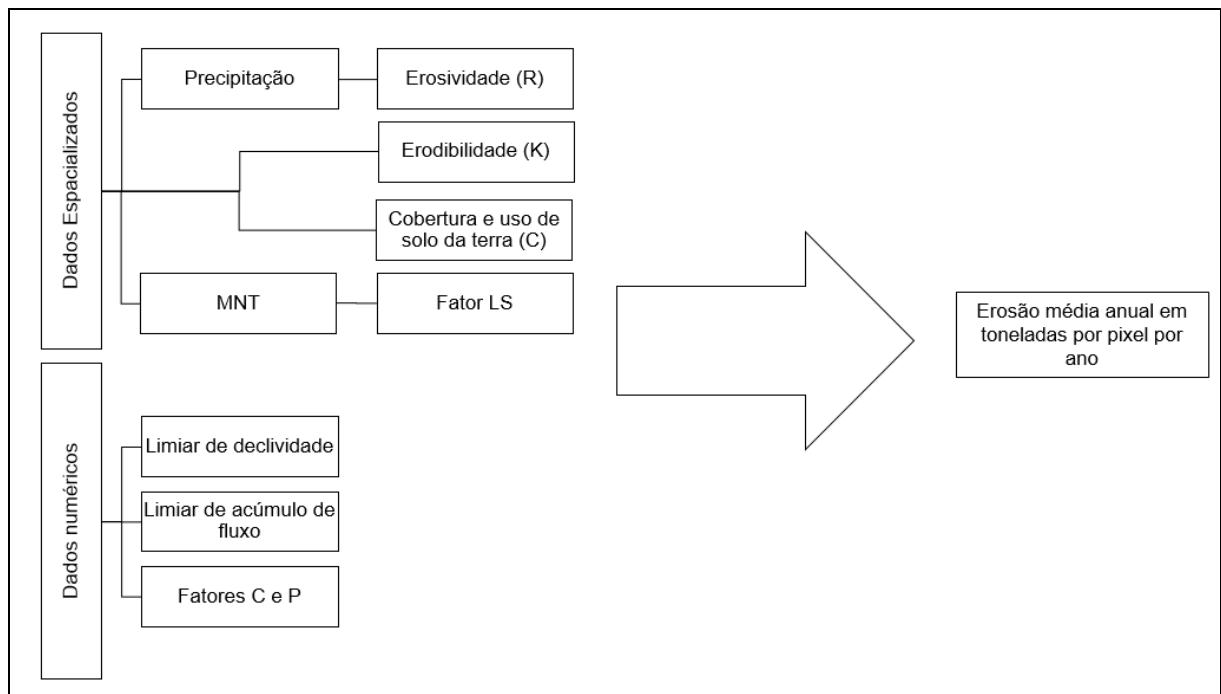 Dados Espacializados
Precipitação
Erosividade (R)
Erodibilidade (K)
Cobertura e uso de
solo da terra (C)
MNT
Fator LS
Dados numéricos
Limiar de declividade
Limiar de acúmulo de
fluxo
Fatores C e P
Erosão média anual em
toneladas por pixel por
ano